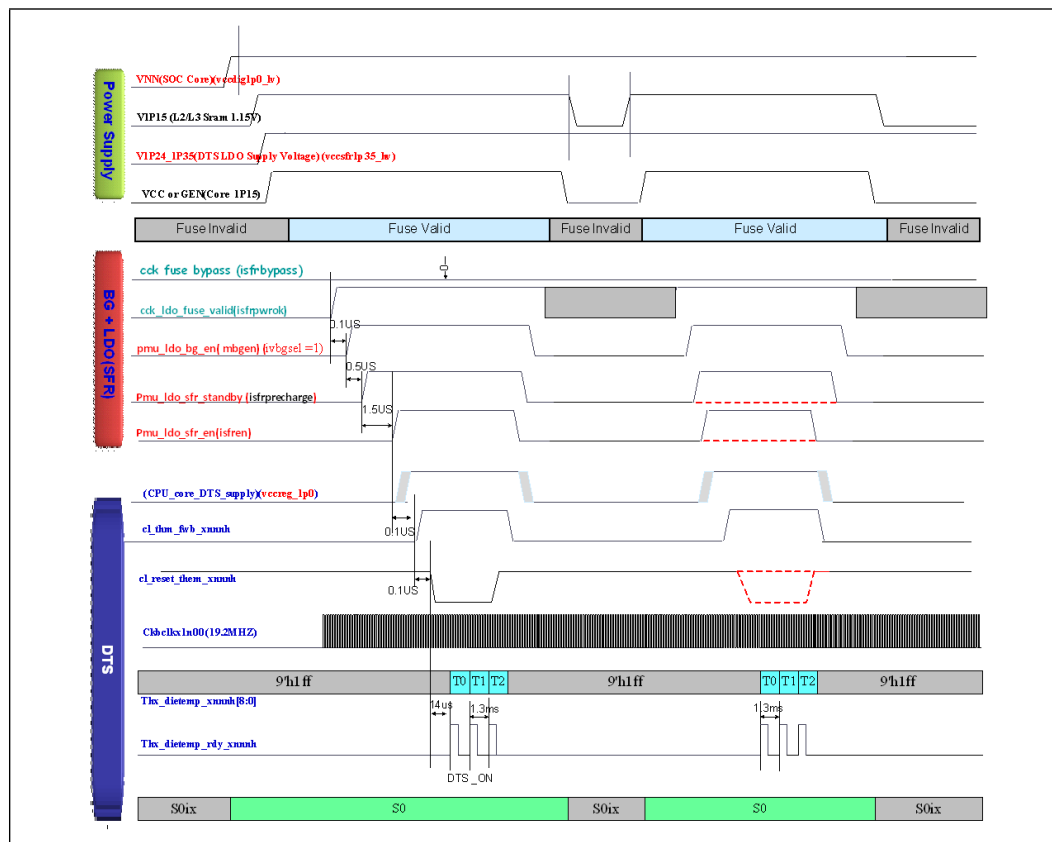 Power Supply
VNN(SOC Core)(vccdig1p0_lv)
V1P15 (L2/L3 Sram 1.15V)
V1P24_1P35(DTS LDO Supply Voltage) (vccsfr1p35_hv)
VCC or GEN(Core 1P15)
Fuse Invalid Fuse Valid Fuse Invalid Fuse Valid Fuse Invalid
BG + LDO(SFR)
cck fuse bypass (isfrbypass)
0
cck_ldo_fuse_valid(isfrpwrok)
0.1US
pmu_ldo_bg_en( mbgen) (ivbgsel =1)
0.5US
Pmu_ldo_sfr_standby (isfrprecharge)
1.5US
Pmu_ldo_sfr_en(isfren)
DTS
(CPU_core_DTS_supply)(vccreg_1p0)
cl_thm_fwb_xnnnh
0.1US
cl_reset_them_xnnnh
0.1US
Ckbclkx1n00(19.2MHZ)
9'h1ff T0 T1 T2 9'h1ff T0 T1 T2 9'h1ff
Thx_dietemp_xnnnh[8:0]
14us 1.3ms 1.3ms
Thx_dietemp_rdy_xnnnh
DTS_ON
S0ix S0 S0ix S0 S0ix